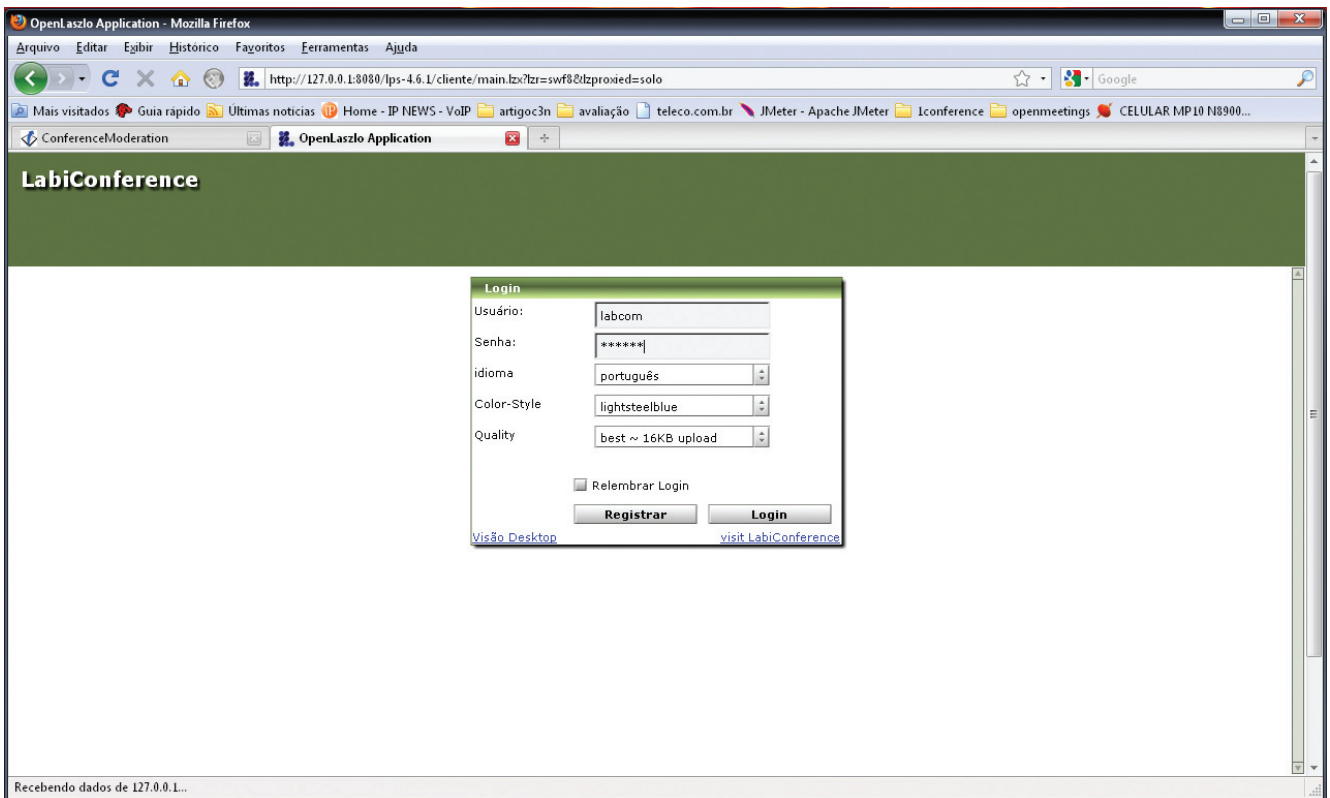 OpenLaszlo Application - Mozilla Firefox
Arquivo Editar Exibir Histórico Favoritos Ferramentas Ajuda
http://127.0.0.1:8080/lps-4.6.1/cliente/main.lzx?lzr=swf8&lzproxied=solo
Google
Mais visitados Guia rápido Últimas notícias Home - IP NEWS - VoIP artigoc3n avaliação teleco.com.br JMeter - Apache JMeter 1conference openmeetings CELULAR MP10 N8900...
ConferenceModeration OpenLaszlo Application
LabiConference
Login
Usuário: labcom
Senha: ******
idioma português
Color-Style lightsteelblue
Quality best ~ 16KB upload
Relembrar Login
Registrar Login
Visão Desktop visit LabiConference
Recebendo dados de 127.0.0.1...